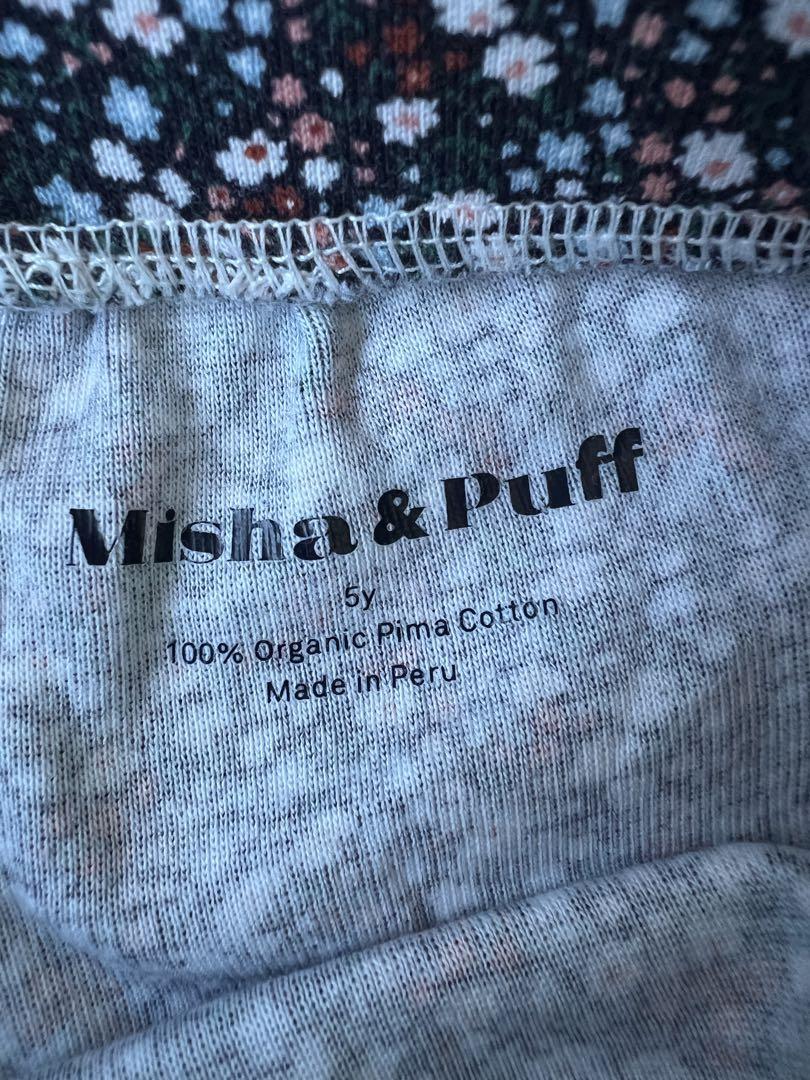 Misha & Puff
5y
100% Organic Pima Cotton
Made in Peru